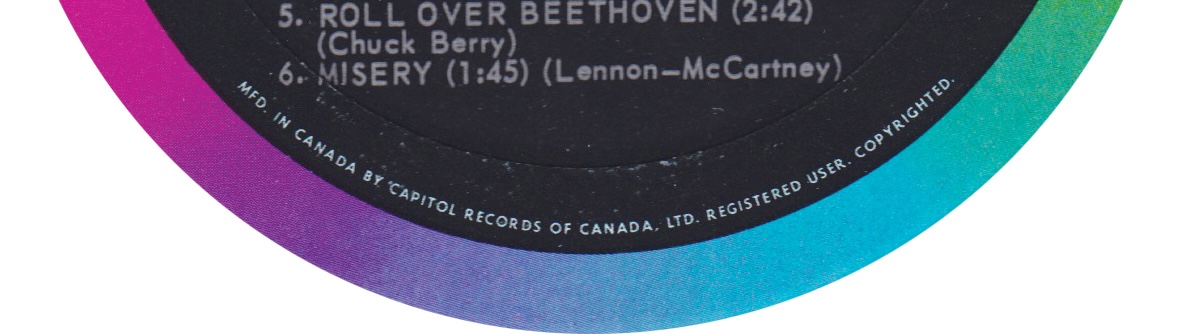 5. ROLL OVER BEETHOVEN (2:42)
(Chuck Berry)
6. MISERY (1:45) (Lennon—McCartney)
MFD. IN CANADA BY CAPITOL RECORDS OF CANADA, LTD. REGISTERED USER. COPYRIGHTED.